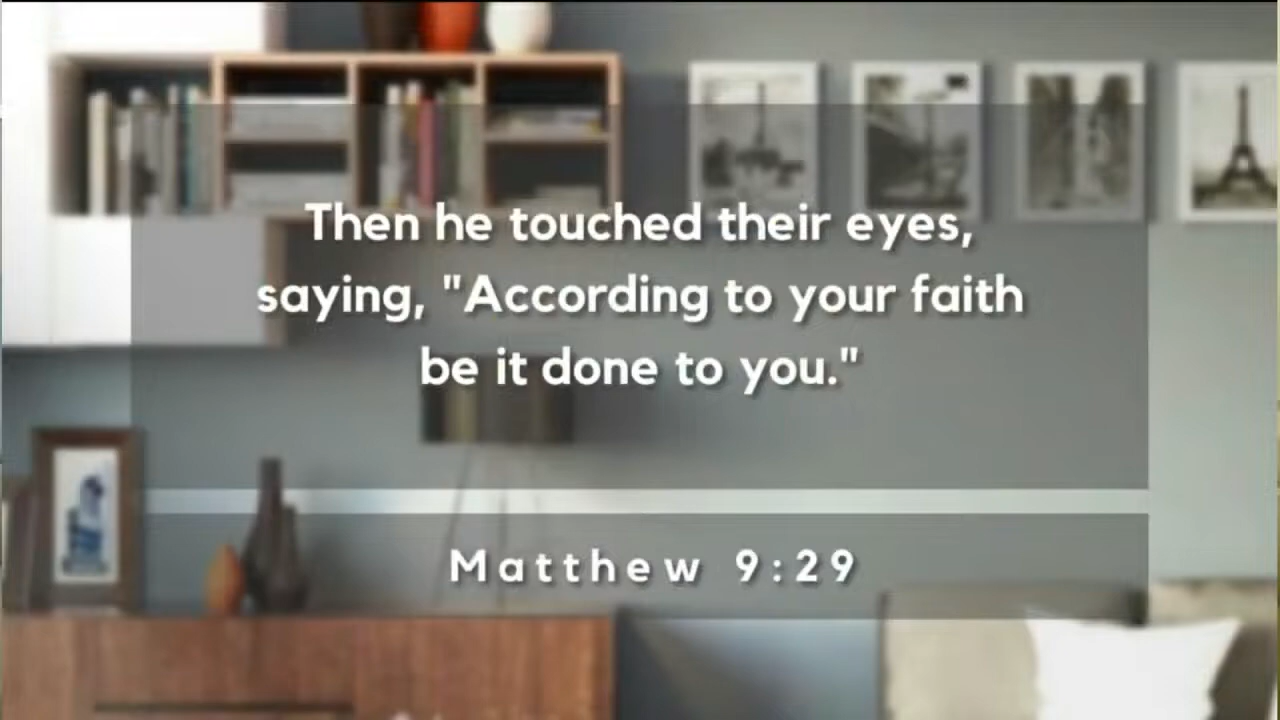 Then he touched their eyes,
saying, "According to your faith
be it done to you."
Matthew 9:29